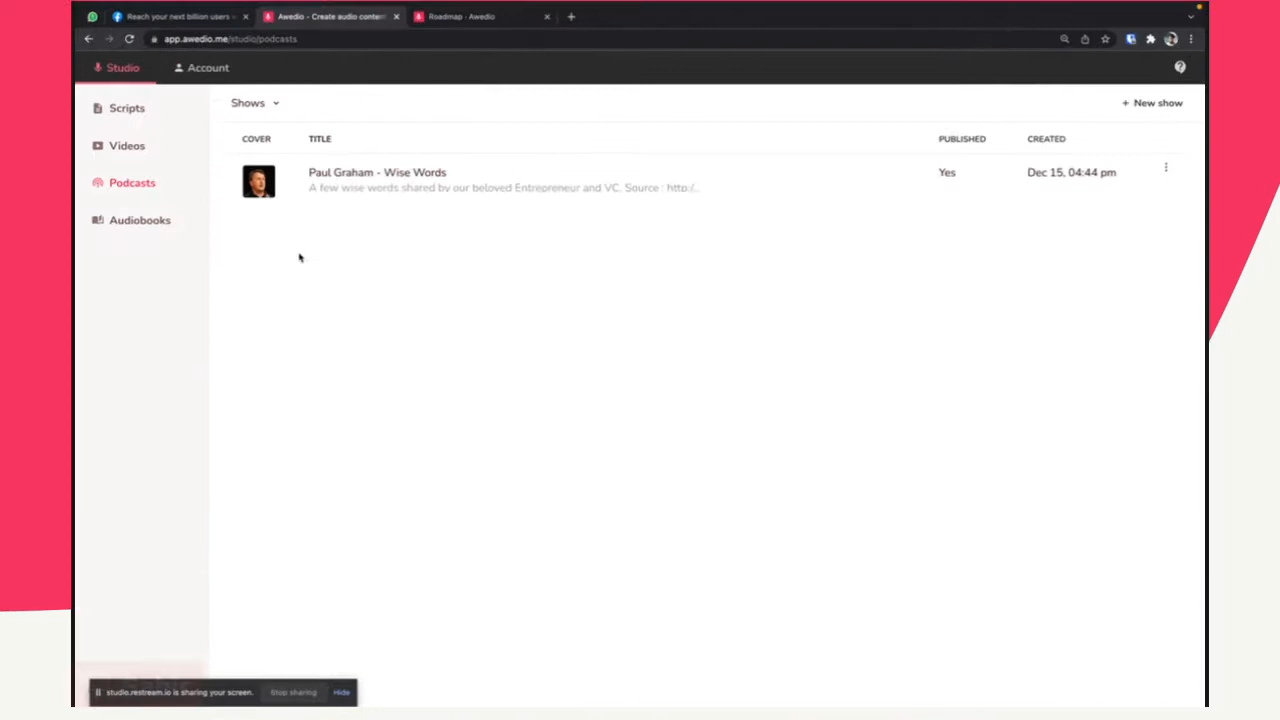 Reach your next billion users
Awedio - Create audio conten
Roadmap - Awedio
app.awedio.me/studio/podcasts
Studio
Account
Scripts
Videos
Podcasts
Audiobooks
Shows
+ New show
COVER
TITLE
PUBLISHED
CREATED
Paul Graham - Wise Words
Yes
Dec 15, 04:44 pm
A few wise words shared by our beloved Entrepreneur and VC. Source : http:/...
studio.restream.io is sharing your screen.
Stop sharing
Hide